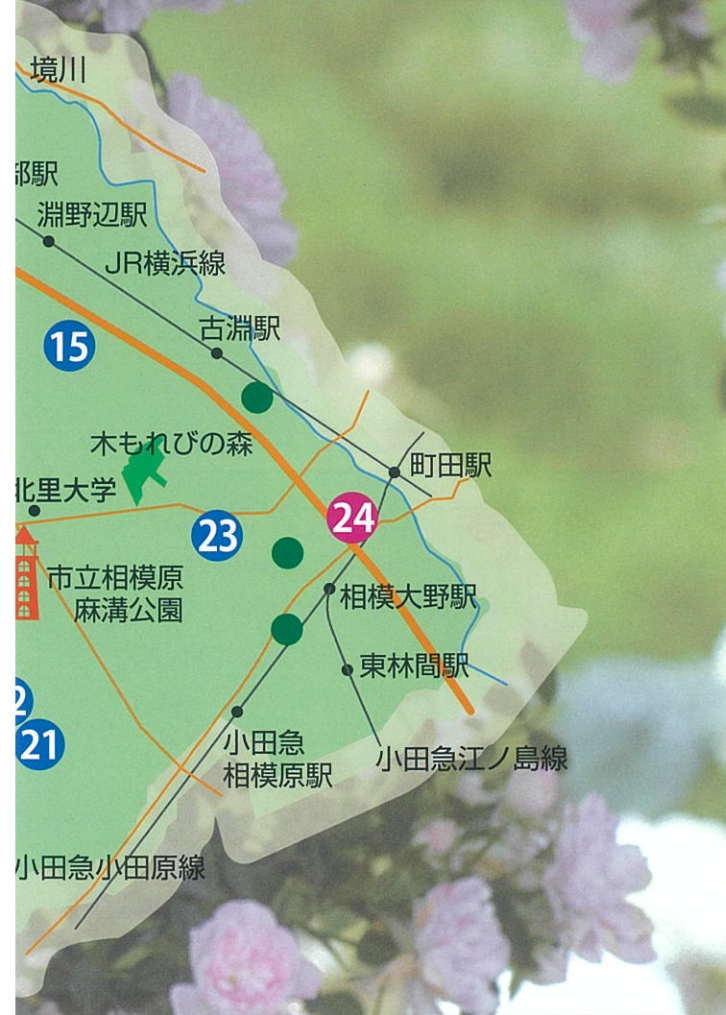 境川
部駅
淵野辺駅
JR横浜線
古淵駅
15
木もれびの森
町田駅
北里大学
24
23
市立相模原
麻溝公園
相模大野駅
東林間駅
2
21
小田急
相模原駅
小田急江ノ島線
小田急小田原線